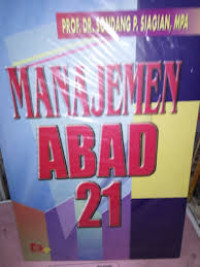 PROF. DR. SONDANG P. SIAGIAN, MPA
MANAJEMEN
ABAD
21